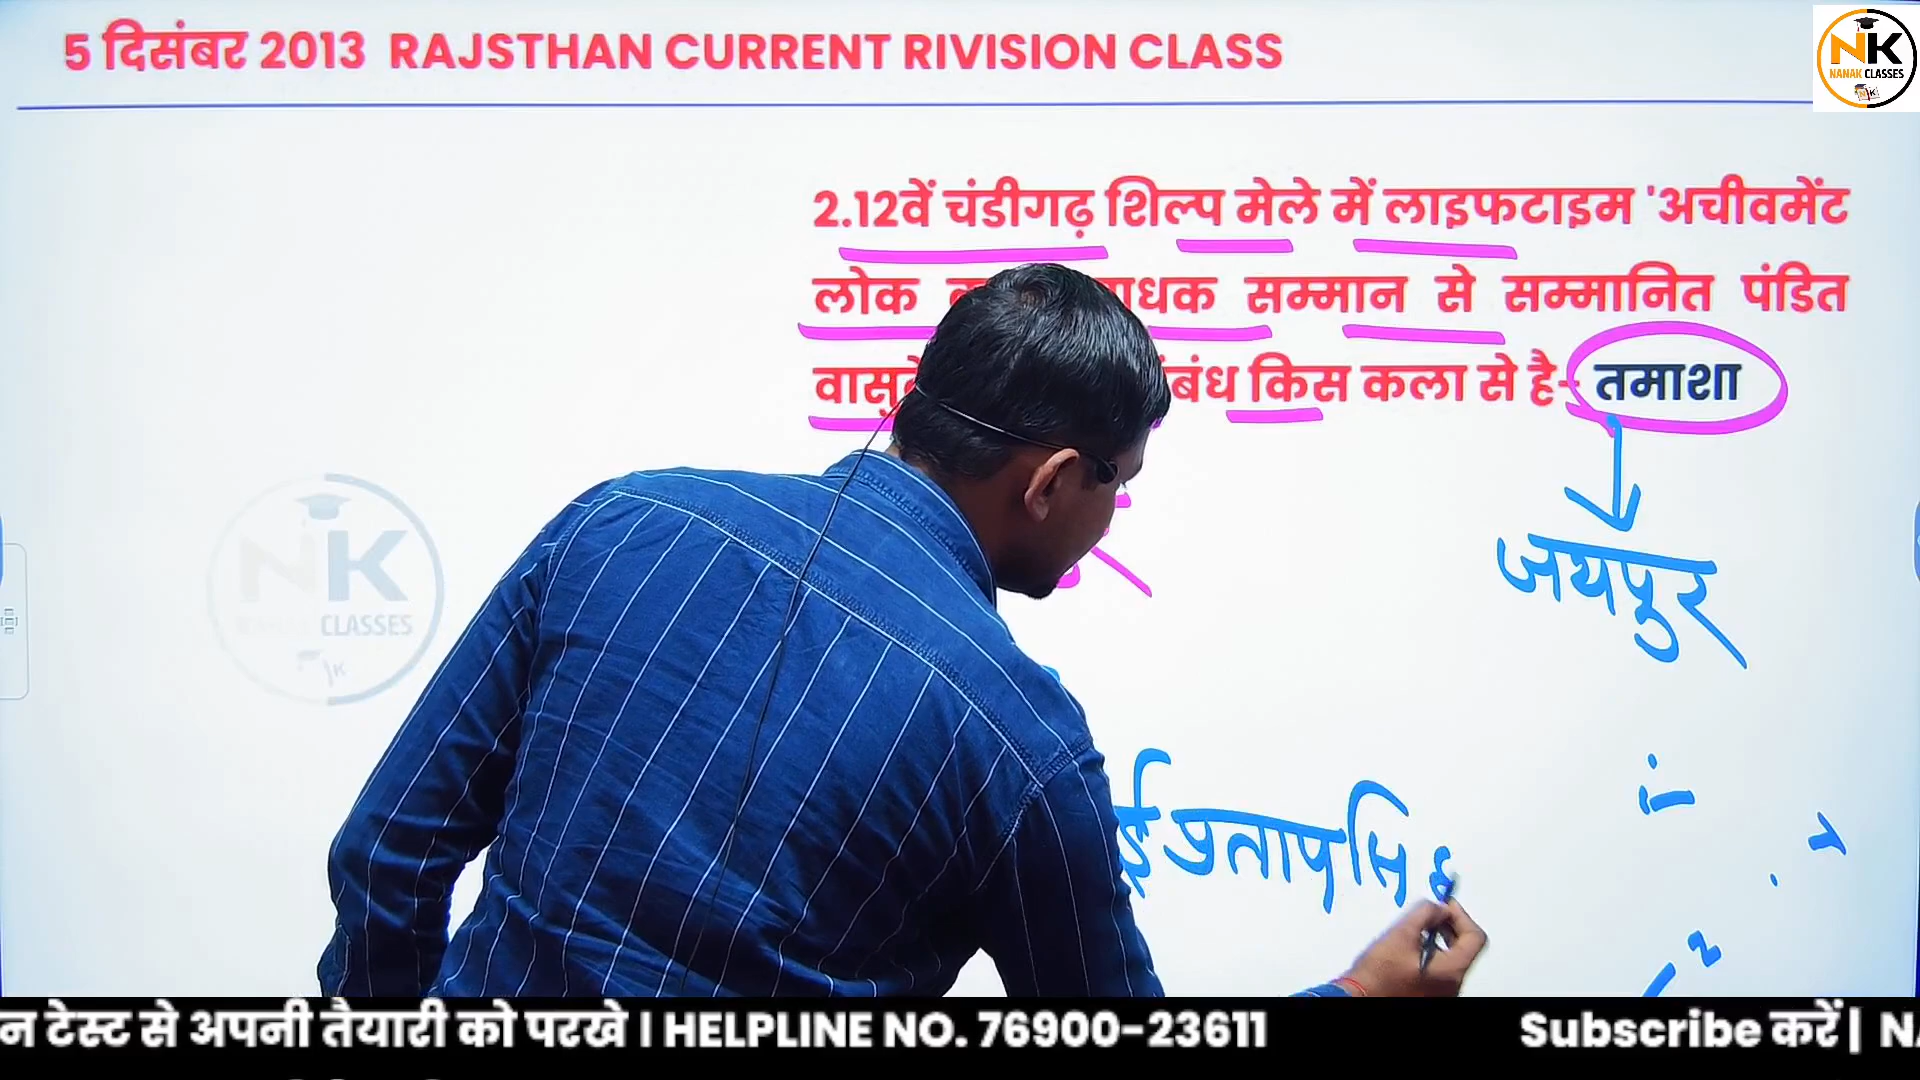 5 दिसंबर 2013 RAJSTHAN CURRENT RIVISION CLASS
NK
NANAK CLASSES
2.12वें चंडीगढ़ शिल्प मेले में लाइफटाइम 'अचीवमेंट
लोक सम्मान से सम्मानित पंडित
किस कला से है- तमाशा
जयपुर
NK
CLASSES
प्रतापसिंह
न टेस्ट से अपनी तैयारी को परखे । HELPLINE NO. 76900-23611
Subscribe करें |